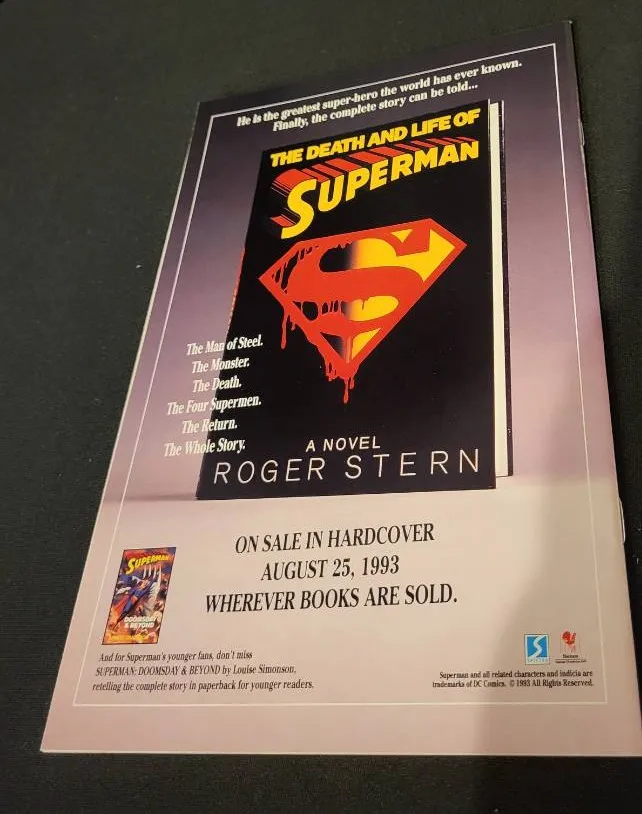 He is the greatest super-hero the world has ever known.
Finally, the complete story can be told...
THE DEATH AND LIFE OF
SUPERMAN
The Man of Steel.
The Monster.
The Death.
The Four Supermen.
The Return.
The Whole Story.
A NOVEL
ROGER STERN
ON SALE IN HARDCOVER
AUGUST 25, 1993
WHEREVER BOOKS ARE SOLD.
SUPERMAN
DOOMSDAY
& BEYOND
And for Superman's younger fans, don't miss
SUPERMAN: DOOMSDAY & BEYOND by Louise Simonson,
retelling the complete story in paperback for younger readers.
Superman and all related characters and indicia are
trademarks of DC Comics. © 1993 All Rights Reserved.